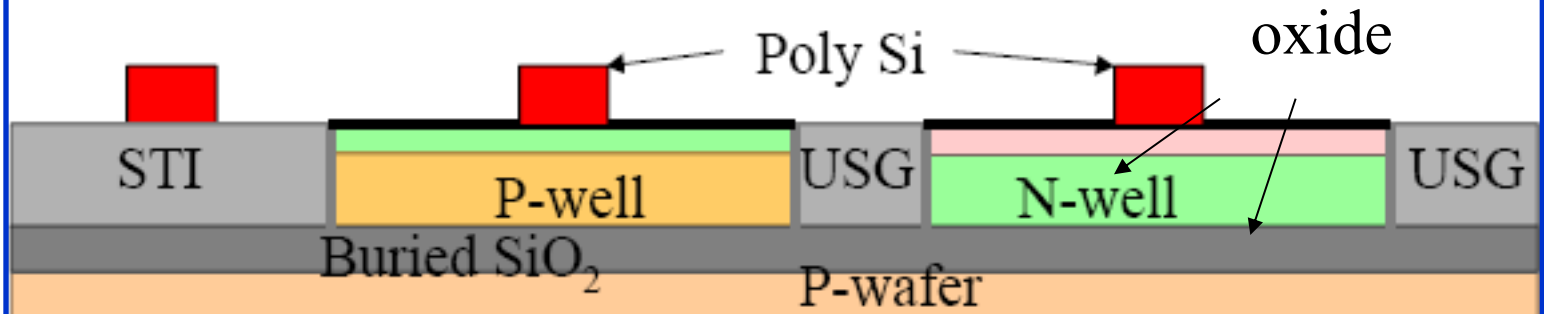 oxide
Poly Si
STI
P-well
USG
N-well
USG
Buried SiO₂
P-wafer